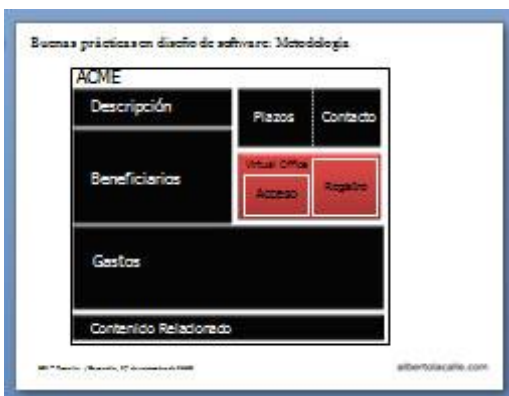 Buenas prácticas en diseño de software: Metodología
ACME
Descripción
Plazos
Contacto
Beneficiarios
Virtual Office
Acceso
Registro
Gastos
Contenido Relacionado
albertolacalle.com